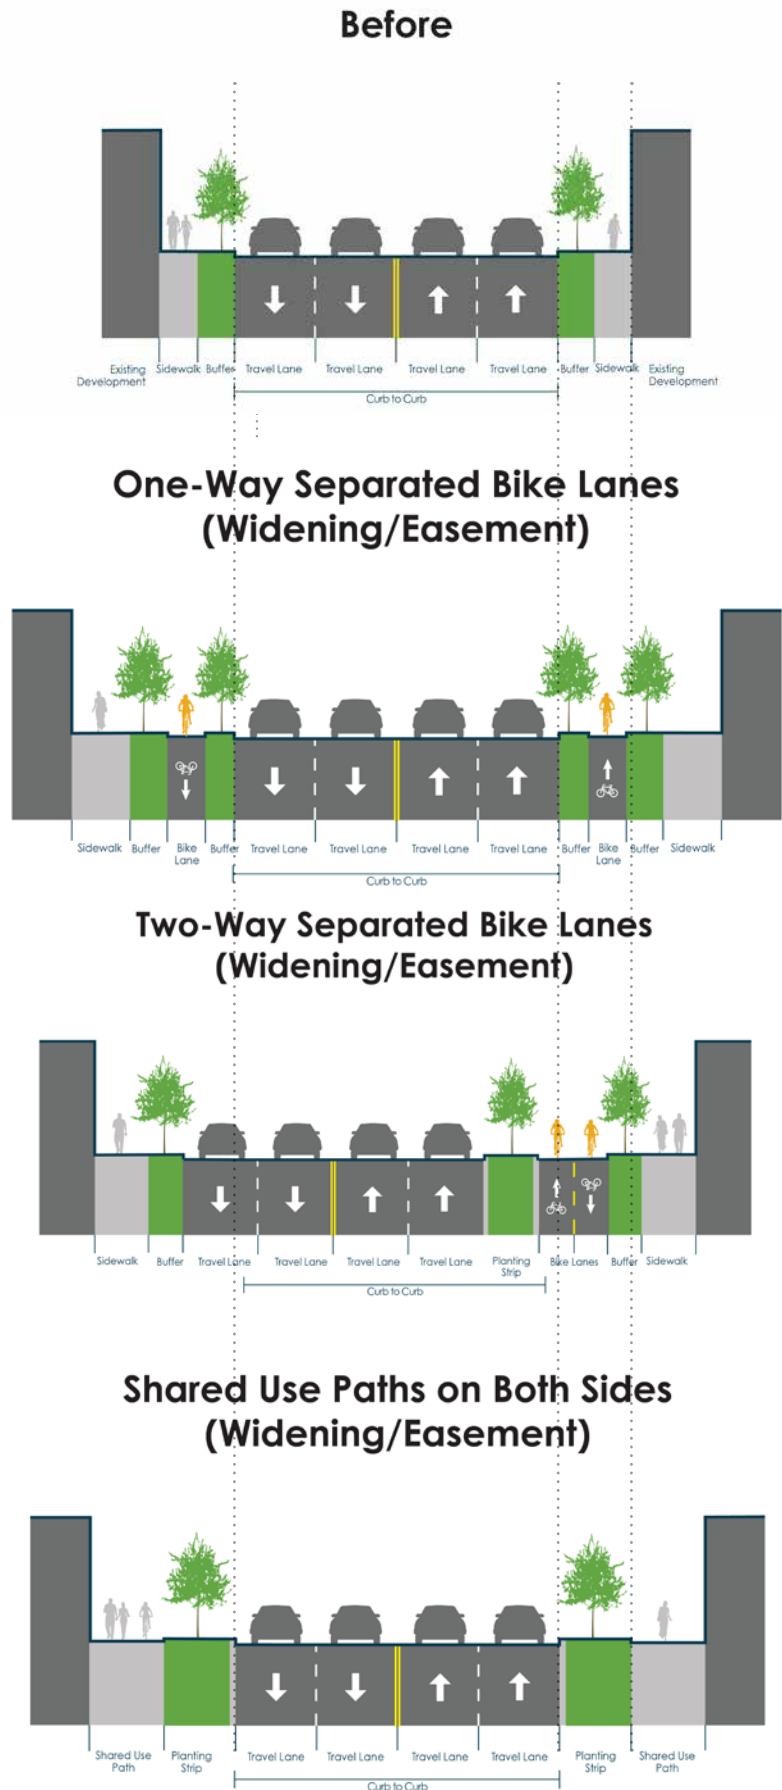 Before
Existing Development
Sidewalk
Buffer
Travel Lane
Travel Lane
Travel Lane
Travel Lane
Buffer
Sidewalk
Existing Development
Curb to Curb
One-Way Separated Bike Lanes
(Widening/Easement)
Sidewalk
Buffer
Bike Lane
Buffer
Travel Lane
Travel Lane
Travel Lane
Travel Lane
Buffer
Bike Lane
Buffer
Sidewalk
Curb to Curb
Two-Way Separated Bike Lanes
(Widening/Easement)
Sidewalk
Buffer
Travel Lane
Travel Lane
Travel Lane
Travel Lane
Planting Strip
Bike Lanes
Buffer
Sidewalk
Curb to Curb
Shared Use Paths on Both Sides
(Widening/Easement)
Shared Use Path
Planting Strip
Travel Lane
Travel Lane
Travel Lane
Travel Lane
Planting Strip
Shared Use Path
Curb to Curb